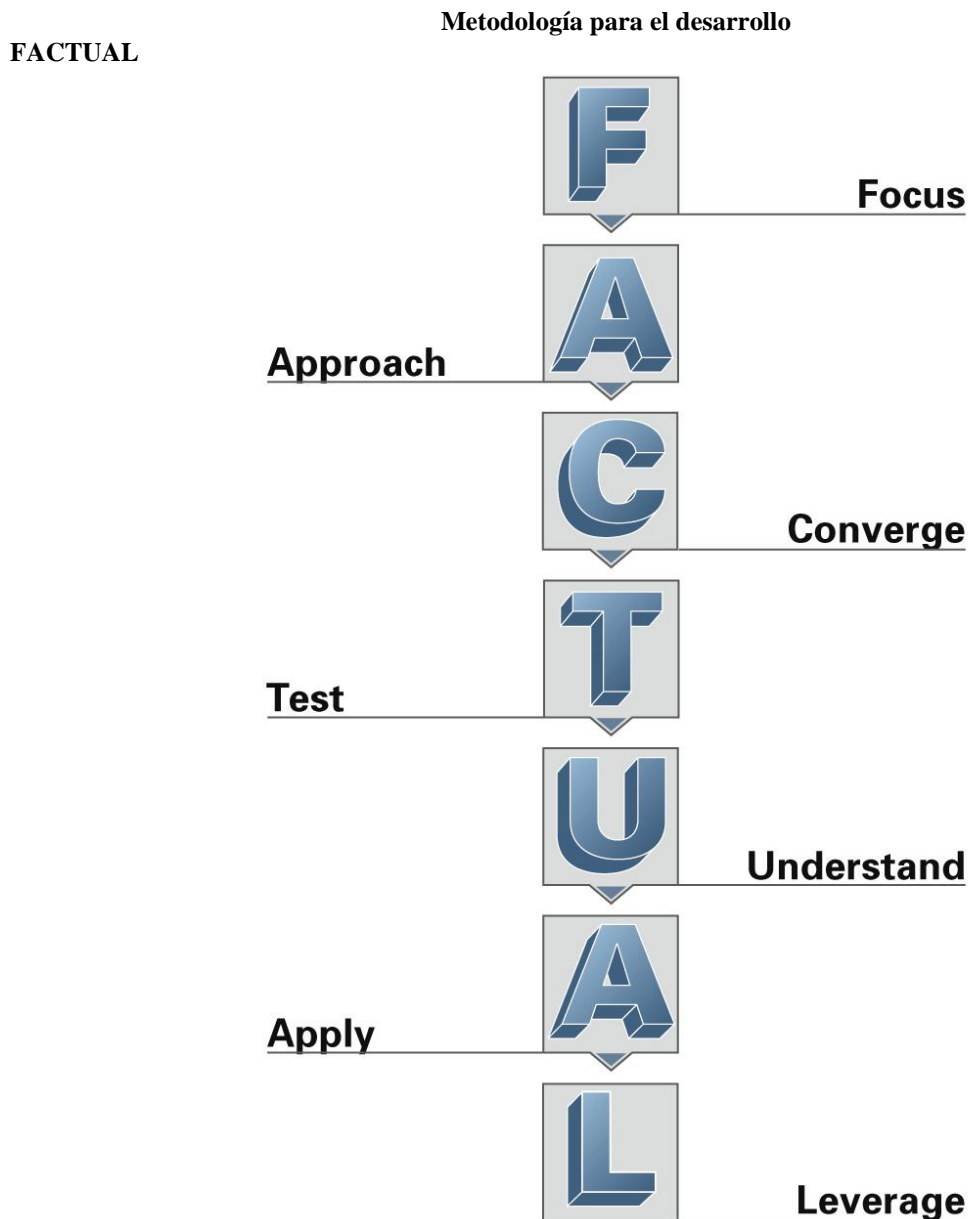 Metodología para el desarrollo
FACTUAL
F
Focus
A
Approach
C
Converge
T
Test
U
Understand
A
Apply
L
Leverage